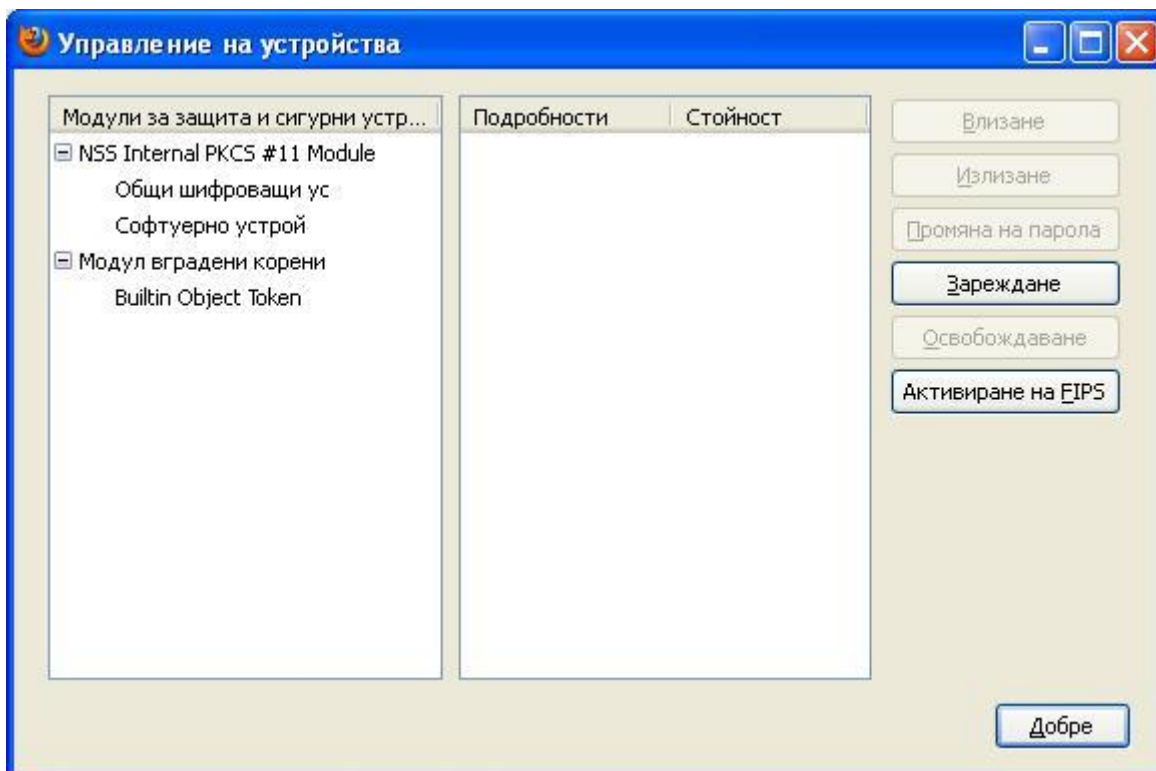 Управление на устройства
Модули за защита и сигурни устр...
NSS Internal PKCS #11 Module
Общи шифроващи ус
Софтуерно устрой
Модул вградени корени
Builtin Object Token
Подробности Стойност
Влизане
Излизане
Промяна на парола
Зареждане
Освобождаване
Активиране на FIPS
Добре